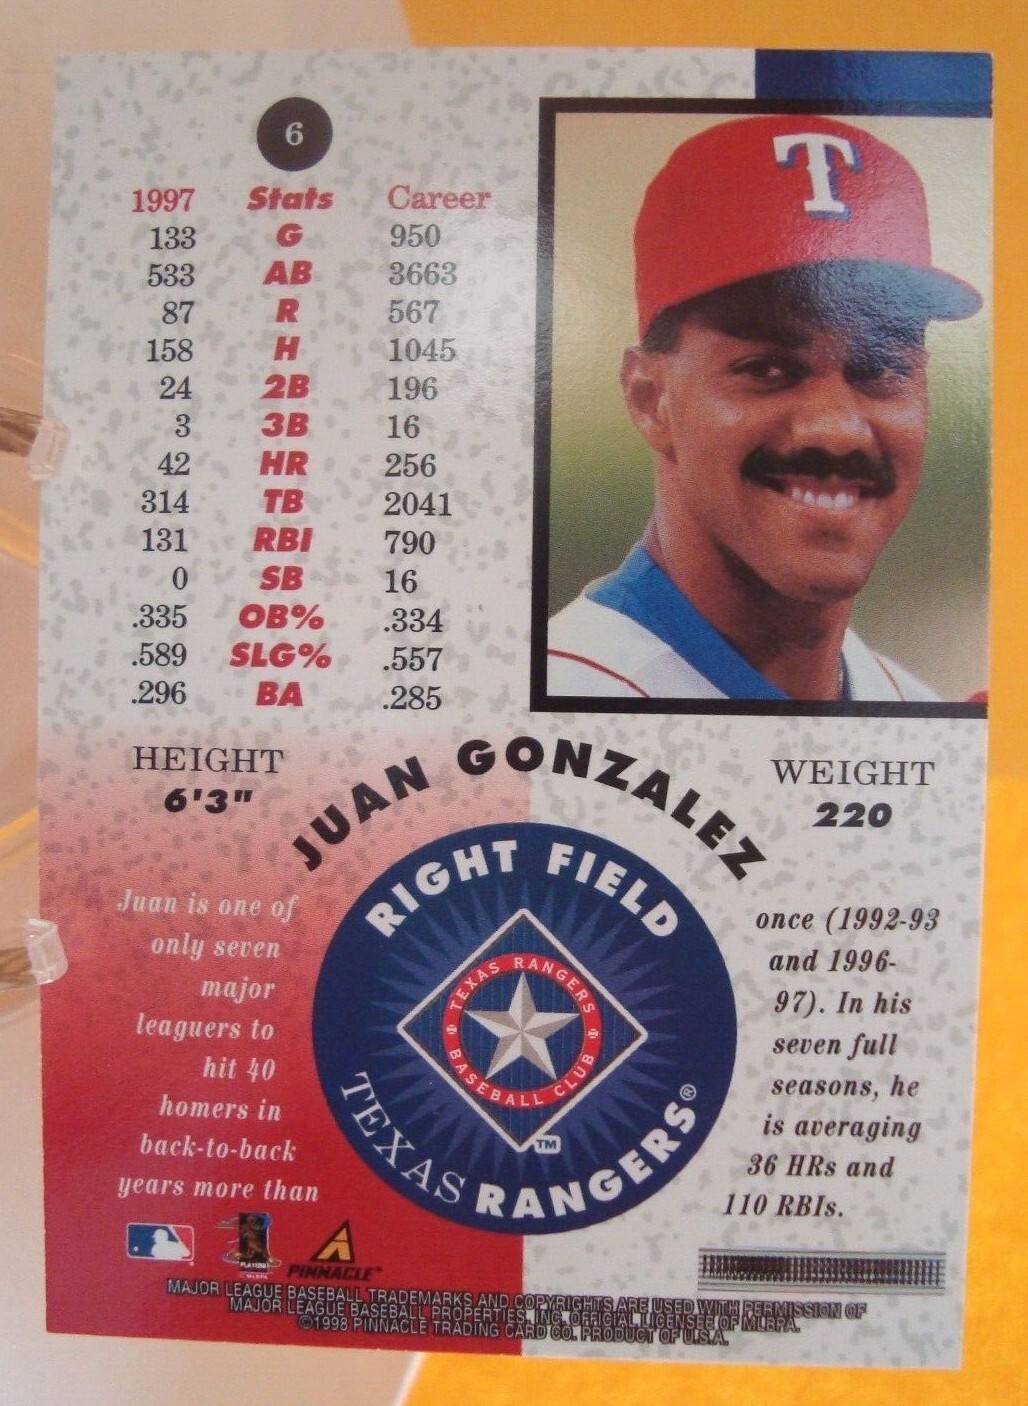 6
1997 Stats Career
133 G 950
533 AB 3663
87 R 567
158 H 1045
24 2B 196
3 3B 16
42 HR 256
314 TB 2041
131 RBI 790
0 SB 16
.335 OB% .334
.589 SLG% .557
.296 BA .285
T
HEIGHT
6'3"
JUAN GONZALEZ
WEIGHT
220
RIGHT FIELD
TEXAS RANGERS
BASEBALL CLUB
TM
TEXAS RANGERS®
Juan is one of
only seven
major
leaguers to
hit 40
homers in
back-to-back
years more than
once (1992-93
and 1996-
97). In his
seven full
seasons, he
is averaging
36 HRs and
110 RBIs.
PLAYERS
MLBPA
PINNACLE™
MAJOR LEAGUE BASEBALL TRADEMARKS AND COPYRIGHTS ARE USED WITH PERMISSION OF
MAJOR LEAGUE BASEBALL PROPERTIES, INC. OFFICIAL LICENSEE OF MLBPA.
©1998 PINNACLE TRADING CARD CO. PRODUCT OF U.S.A.